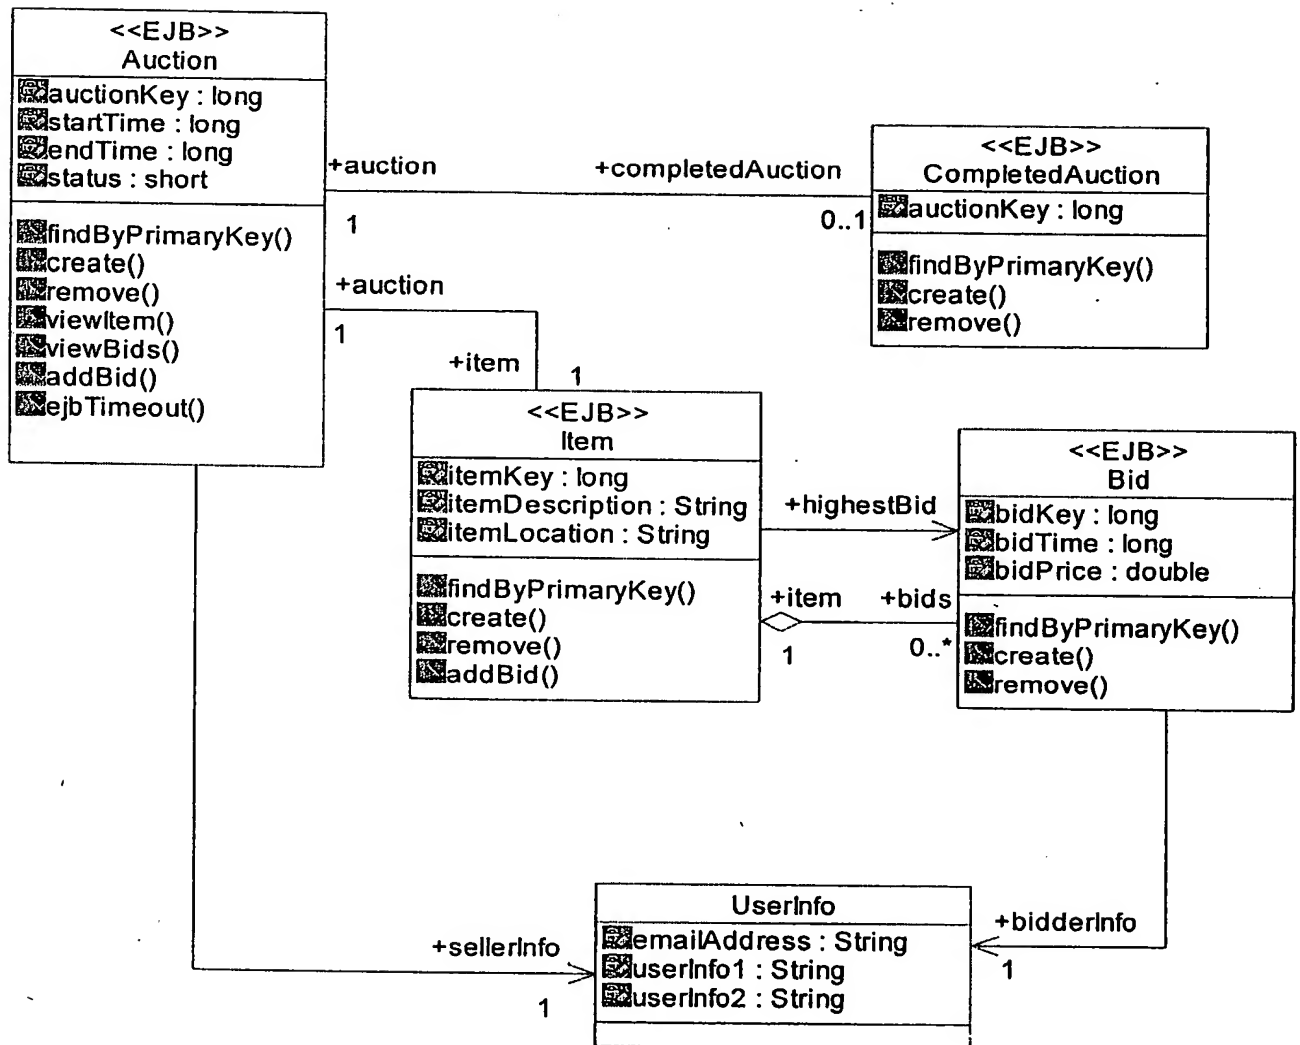 <<EJB>>
Auction
auctionKey : long
startTime : long
endTime : long
status : short
findByPrimaryKey()
create()
remove()
viewItem()
viewBids()
addBid()
ejbTimeout()
+auction
1
+completedAuction
0..1
<<EJB>>
CompletedAuction
auctionKey : long
findByPrimaryKey()
create()
remove()
+auction
1
+item
1
<<EJB>>
Item
itemKey : long
itemDescription : String
itemLocation : String
findByPrimaryKey()
create()
remove()
addBid()
+highestBid
+item
1
+bids
0..*
<<EJB>>
Bid
bidKey : long
bidTime : long
bidPrice : double
findByPrimaryKey()
create()
remove()
+sellerInfo
1
UserInfo
emailAddress : String
userInfo1 : String
userInfo2 : String
+bidderInfo
1